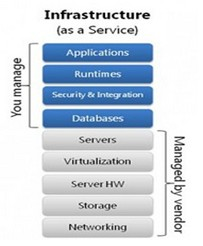 Infrastructure
(as a Service)
You manage
Applications
Runtimes
Security & Integration
Databases
Servers
Virtualization
Server HW
Storage
Networking
Managed by vendor